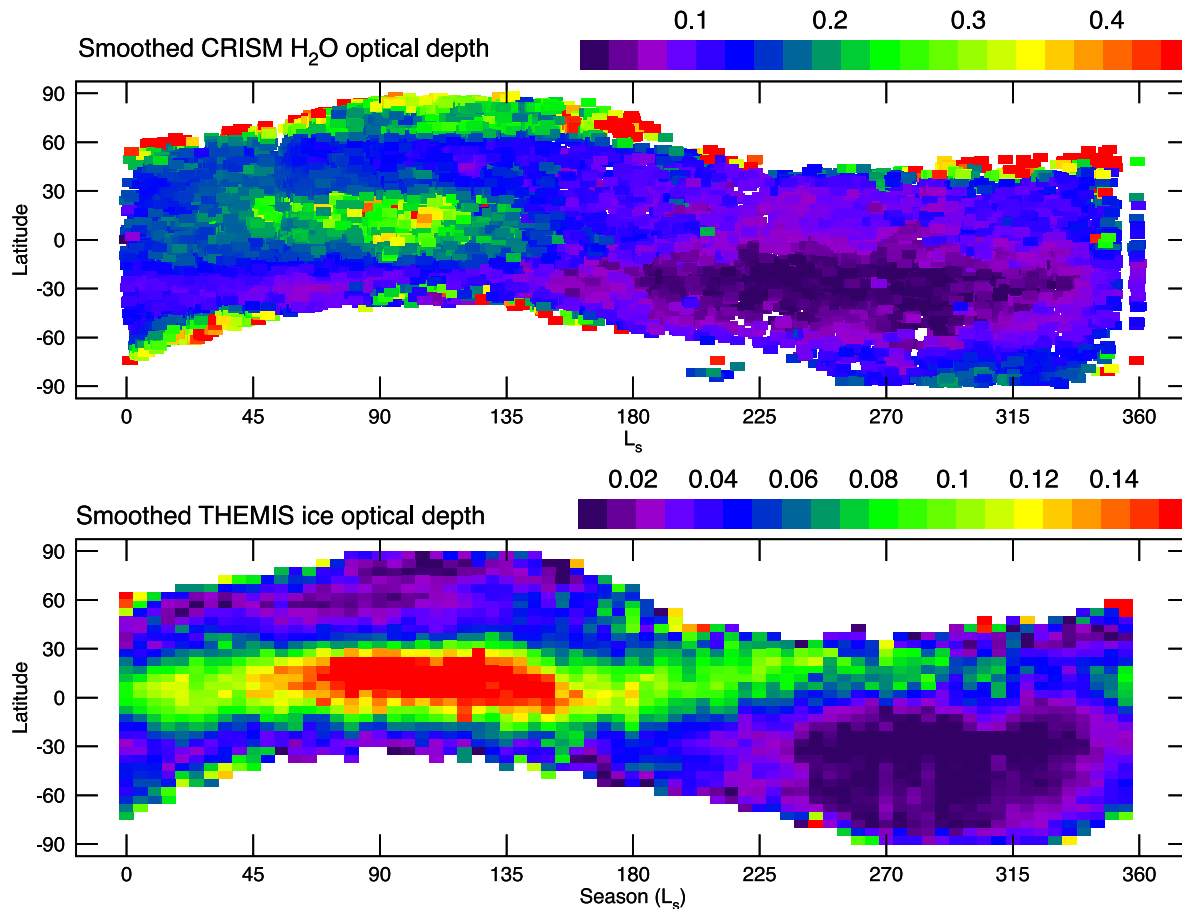 0.1 0.2 0.3 0.4
Smoothed CRISM H2O optical depth
90
60
30
0
-30
-60
-90
Latitude
0 45 90 135 180 225 270 315 360
Ls
0.02 0.04 0.06 0.08 0.1 0.12 0.14
Smoothed THEMIS ice optical depth
90
60
30
0
-30
-60
-90
Latitude
0 45 90 135 180 225 270 315 360
Season (Ls)